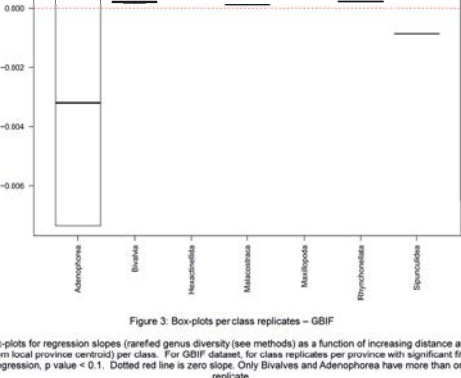 0.000
−0.002
−0.004
−0.006
Adenophorea
Bivalvia
Hexactinellida
Malacostraca
Maxillopoda
Rhynchonellata
Sipunculidea
Figure 3: Box-plots per class replicates – GBIF
-plots for regression slopes (rarefied genus diversity (see methods) as a function of increasing distance a
om local province centroid) per class. For GBIF dataset, for class replicates per province with significant fi
egression, p value < 0.1. Dotted red line is zero slope. Only Bivalves and Adenophorea have more than or
replicate.